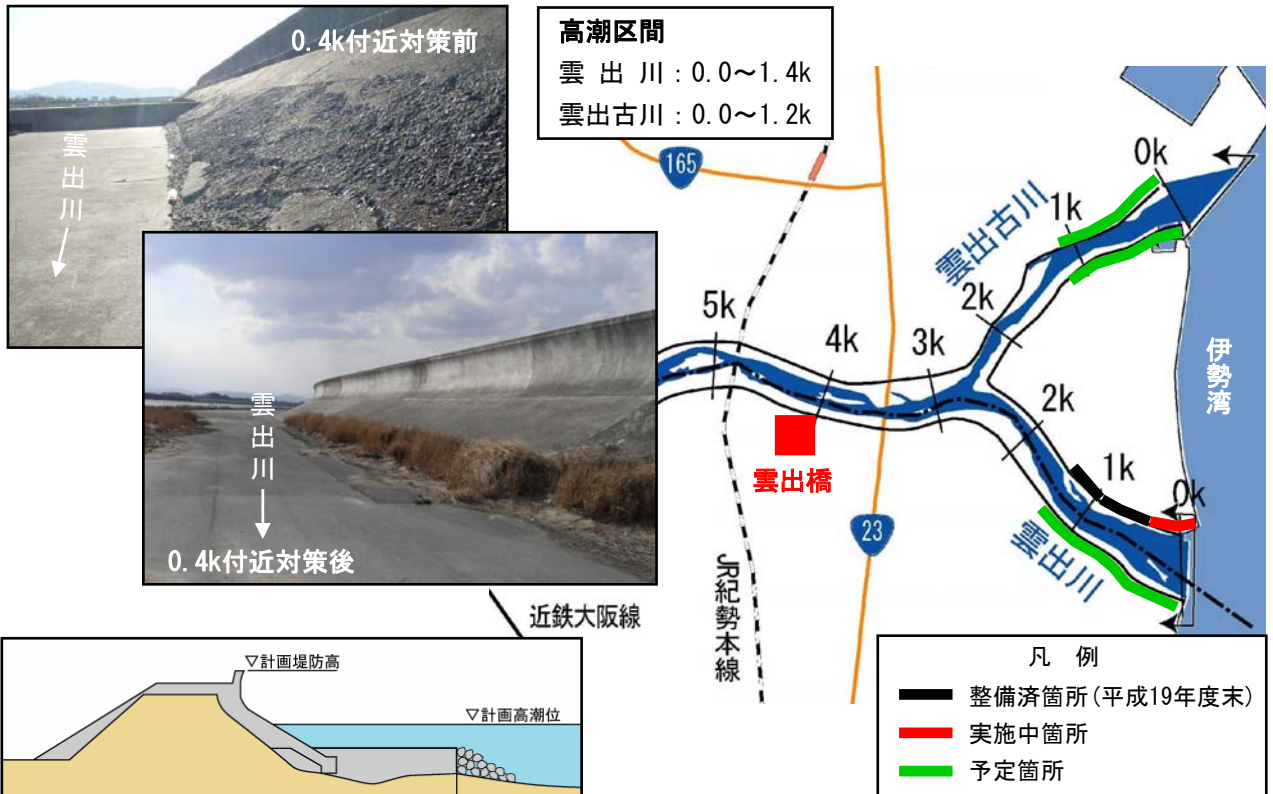 0.4k付近対策前
雲出川
0.4k付近対策後
雲出川
高潮区間
雲 出 川：0.0～1.4k
雲出古川：0.0～1.2k
165
0k
1k
雲出古川
2k
5k
4k
3k
伊勢湾
2k
1k
0k
雲出橋
23
雲出川
JR紀勢本線
近鉄大阪線
▽計画堤防高
▽計画高潮位
凡 例
整備済箇所(平成19年度末)
実施中箇所
予定箇所